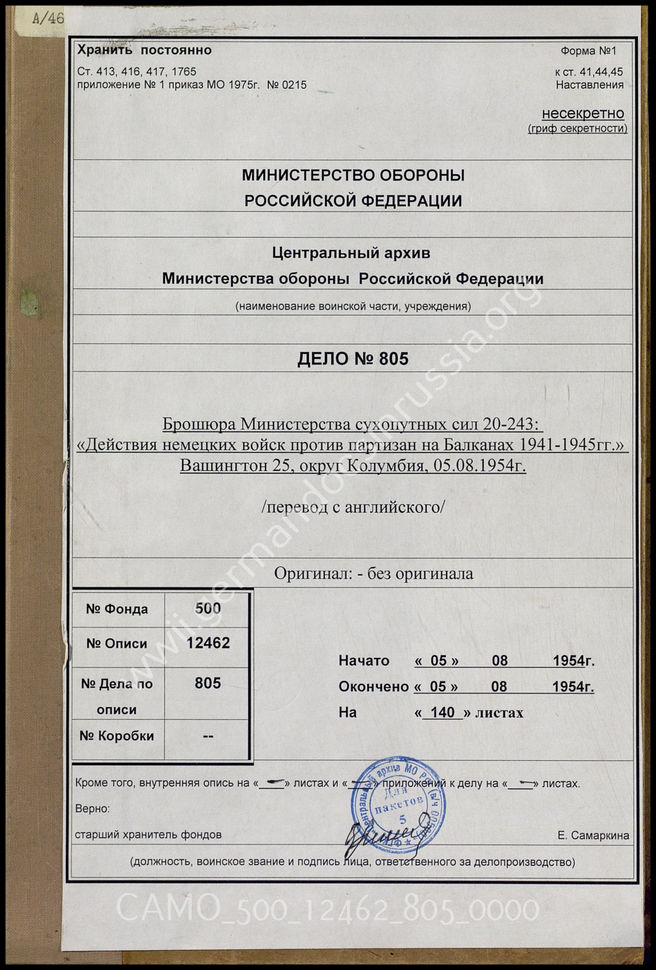 А/46
Хранить постоянно
Форма №1
Ст. 413, 416, 417, 1765
к ст. 41,44,45
приложение № 1 приказ МО 1975г. № 0215
Наставления
несекретно
(гриф секретности)
МИНИСТЕРСТВО ОБОРОНЫ
РОССИЙСКОЙ ФЕДЕРАЦИИ
Центральный архив
Министерства обороны Российской Федерации
(наименование воинской части, учреждения)
ДЕЛО № 805
Брошюра Министерства сухопутных сил 20-243:
«Действия немецких войск против партизан на Балканах 1941-1945гг.»
Вашингтон 25, округ Колумбия, 05.08.1954г.
/перевод с английского/
Оригинал: - без оригинала
№ Фонда 500
№ Описи 12462
№ Дела по описи 805
№ Коробки --
Начато « 05 » 08 1954г.
Окончено « 05 » 08 1954г.
На « 140 » листах
Кроме того, внутренняя опись на «—» листах и «—» приложений к делу на «—» листах.
Верно:
старший хранитель фондов
Е. Самаркина
(должность, воинское звание и подпись лица, ответственного за делопроизводство)
Центральный архив МО РФ
Для
пакетов
5
www.germandocsinrussia.org
CAMO_500_12462_805_0000